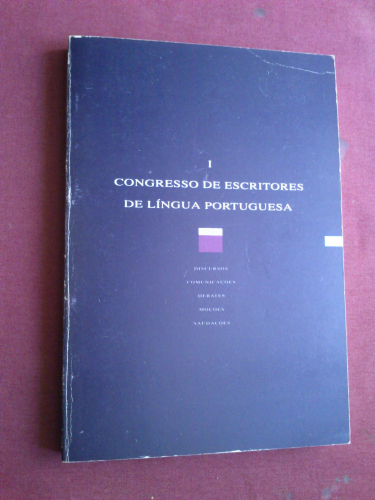 I
CONGRESSO DE ESCRITORES
DE LÍNGUA PORTUGUESA
DISCURSOS
COMUNICAÇÕES
DEBATES
MOÇÕES
SAUDAÇÕES